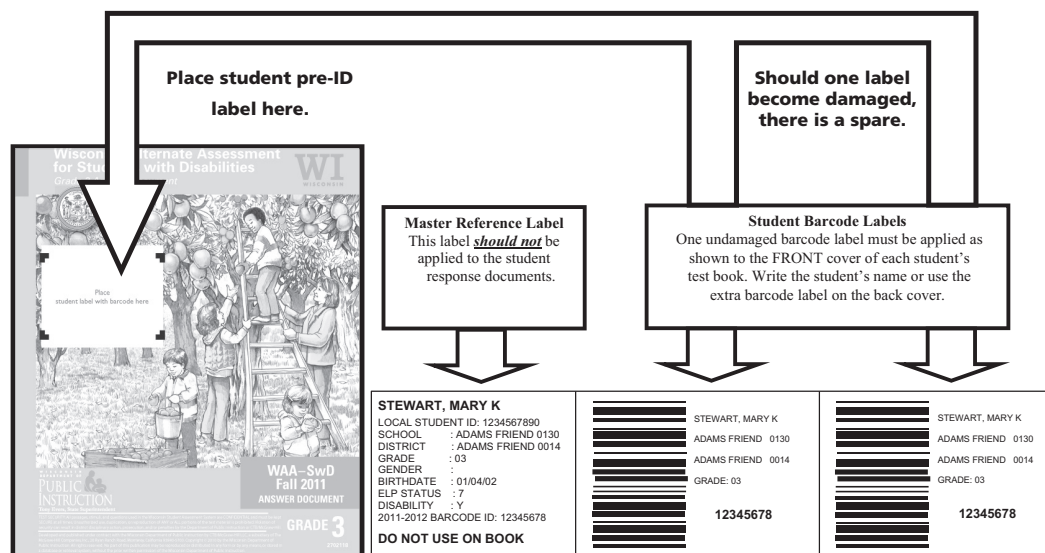 Place student pre-ID
label here.
Should one label
become damaged,
there is a spare.
Wiscon lternate Assessment
for Stu with Disabilities
WI
WISCONSIN
Place
student label with barcode here
PUBLIC
INSTRUCTION
WAA–SwD
Fall 2011
ANSWER DOCUMENT
GRADE 3
Master Reference Label
This label should not be
applied to the student
response documents.
Student Barcode Labels
One undamaged barcode label must be applied as
shown to the FRONT cover of each student’s
test book. Write the student’s name or use the
extra barcode label on the back cover.
STEWART, MARY K
LOCAL STUDENT ID: 1234567890
SCHOOL : ADAMS FRIEND 0130
DISTRICT : ADAMS FRIEND 0014
GRADE : 03
GENDER :
BIRTHDATE : 01/04/02
ELP STATUS : 7
DISABILITY : Y
2011-2012 BARCODE ID: 12345678
DO NOT USE ON BOOK
STEWART, MARY K
ADAMS FRIEND 0130
ADAMS FRIEND 0014
GRADE: 03
12345678
STEWART, MARY K
ADAMS FRIEND 0130
ADAMS FRIEND 0014
GRADE: 03
12345678